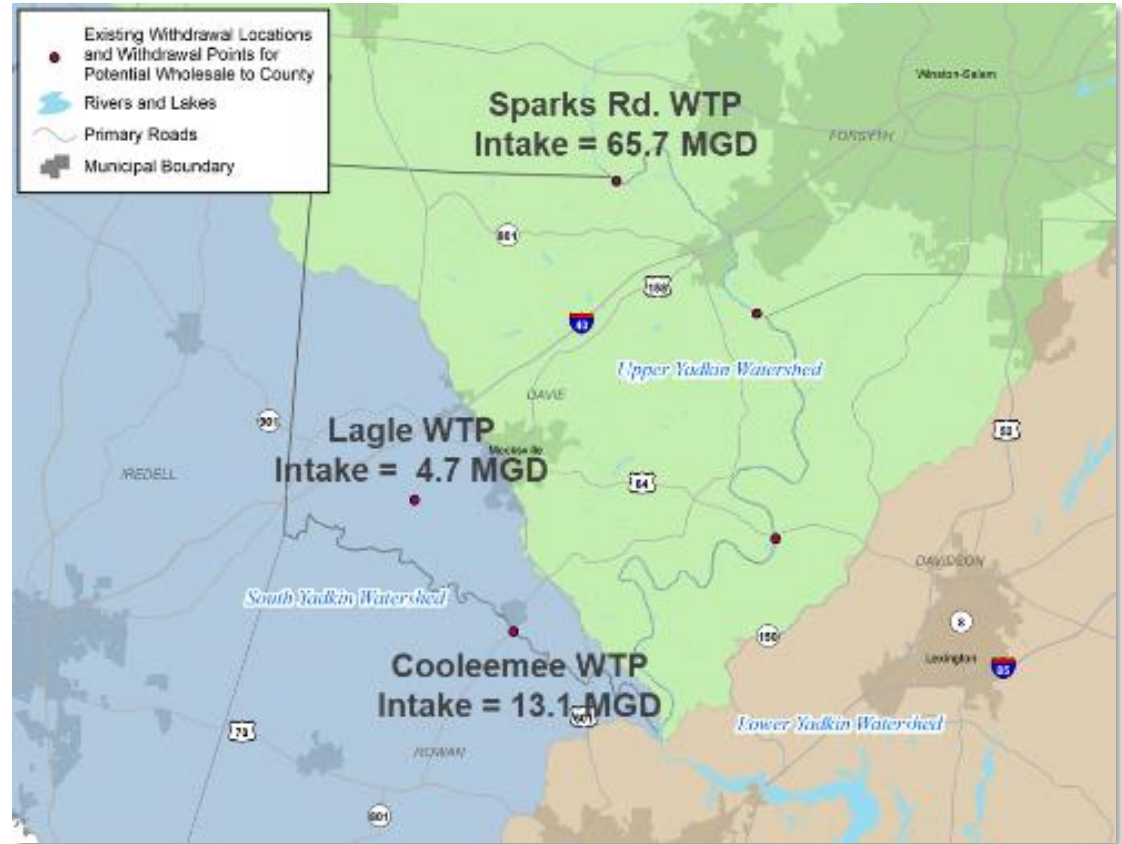 Existing Withdrawal Locations
and Withdrawal Points for
Potential Wholesale to County
Rivers and Lakes
Primary Roads
Municipal Boundary
Winston-Salem
Sparks Rd. WTP
Intake = 65.7 MGD
FORSYTH
801
158
40
Upper Yadkin Watershed
DAVIE
Lagle WTP
901
52
Mocksville
Intake = 4.7 MGD
IREDELL
64
DAVIDSON
South Yadkin Watershed
8
150
Cooleemee WTP
Lexington
85
Intake = 13.1 MGD
601
Lower Yadkin Watershed
70
ROWAN
801